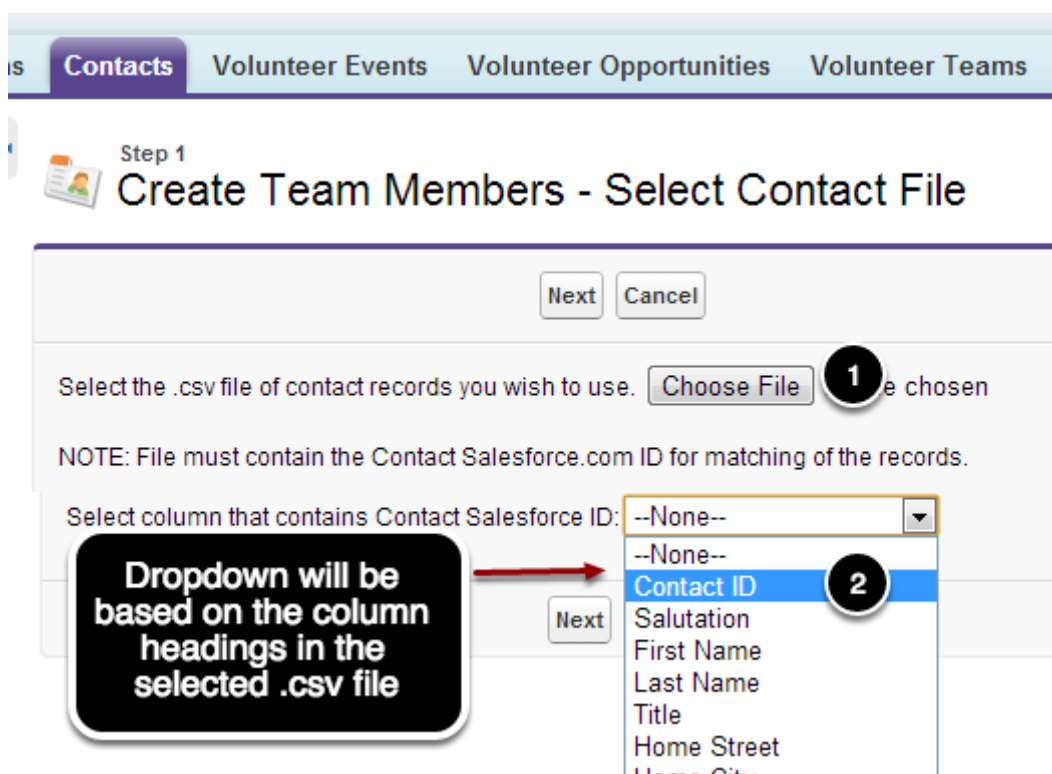 Contacts Volunteer Events Volunteer Opportunities Volunteer Teams
Step 1
Create Team Members - Select Contact File
Next Cancel
Select the .csv file of contact records you wish to use. Choose File 1 chosen
NOTE: File must contain the Contact Salesforce.com ID for matching of the records.
Select column that contains Contact Salesforce ID: --None--
--None--
Contact ID 2
Salutation
First Name
Last Name
Title
Home Street
Dropdown will be
based on the column
headings in the
selected .csv file
Next